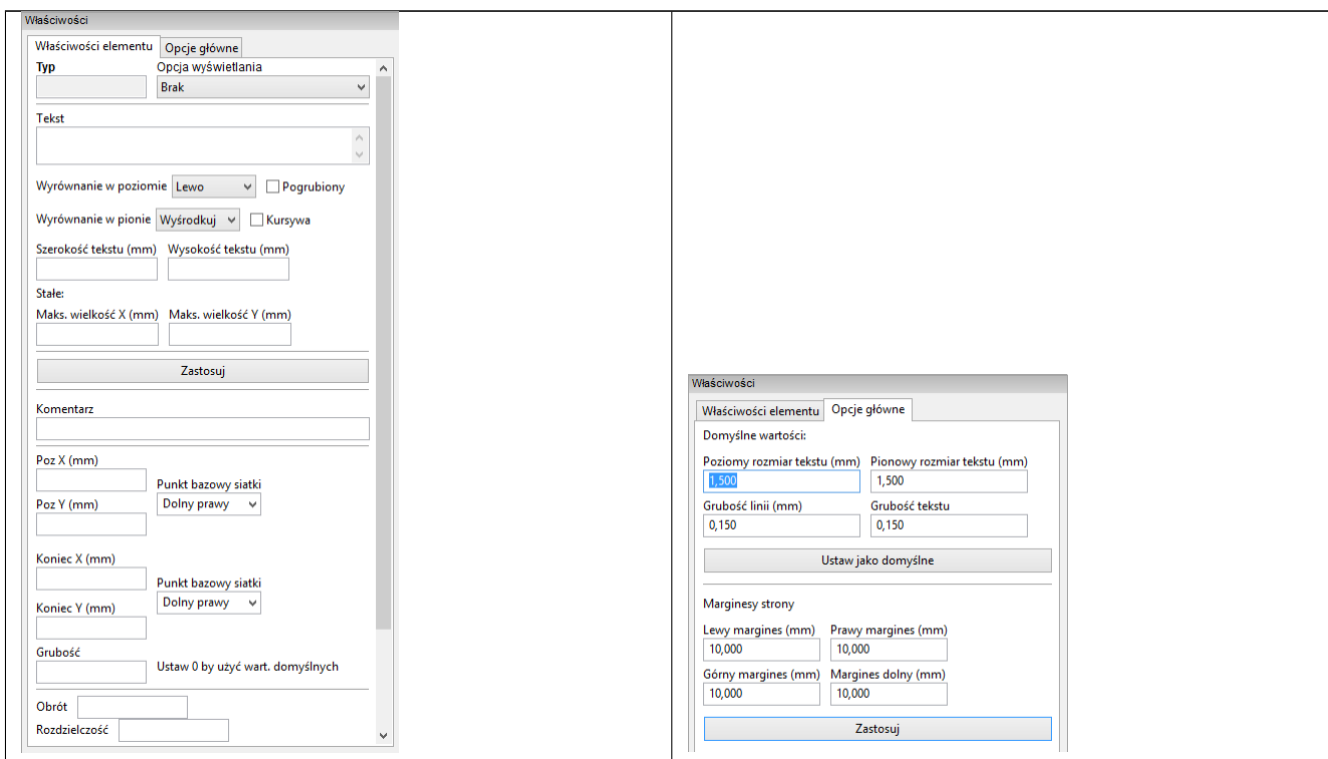 Właściwości
Właściwości elementu Opcje główne
Typ Opcja wyświetlania
Brak
Tekst
Wyrównanie w poziomie Lewo Pogrubiony
Wyrównanie w pionie Wyśrodkuj Kursywa
Szerokość tekstu (mm) Wysokość tekstu (mm)
Stałe:
Maks. wielkość X (mm) Maks. wielkość Y (mm)
Zastosuj
Komentarz
Poz X (mm)
Punkt bazowy siatki
Poz Y (mm) Dolny prawy
Koniec X (mm)
Punkt bazowy siatki
Koniec Y (mm) Dolny prawy
Grubość
Ustaw 0 by użyć wart. domyślnych
Obrót
Rozdzielczość
Właściwości
Właściwości elementu Opcje główne
Domyślne wartości:
Poziomy rozmiar tekstu (mm) Pionowy rozmiar tekstu (mm)
1,500 1,500
Grubość linii (mm) Grubość tekstu
0,150 0,150
Ustaw jako domyślne
Marginesy strony
Lewy margines (mm) Prawy margines (mm)
10,000 10,000
Górny margines (mm) Margines dolny (mm)
10,000 10,000
Zastosuj